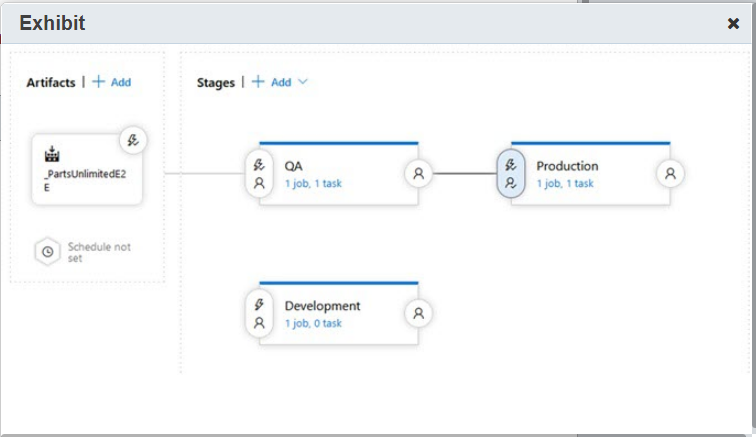 Exhibit
Artifacts | + Add
Stages | + Add
_PartsUnlimitedE2
E
QA
1 job, 1 task
Production
1 job, 1 task
Schedule not
set
Development
1 job, 0 task